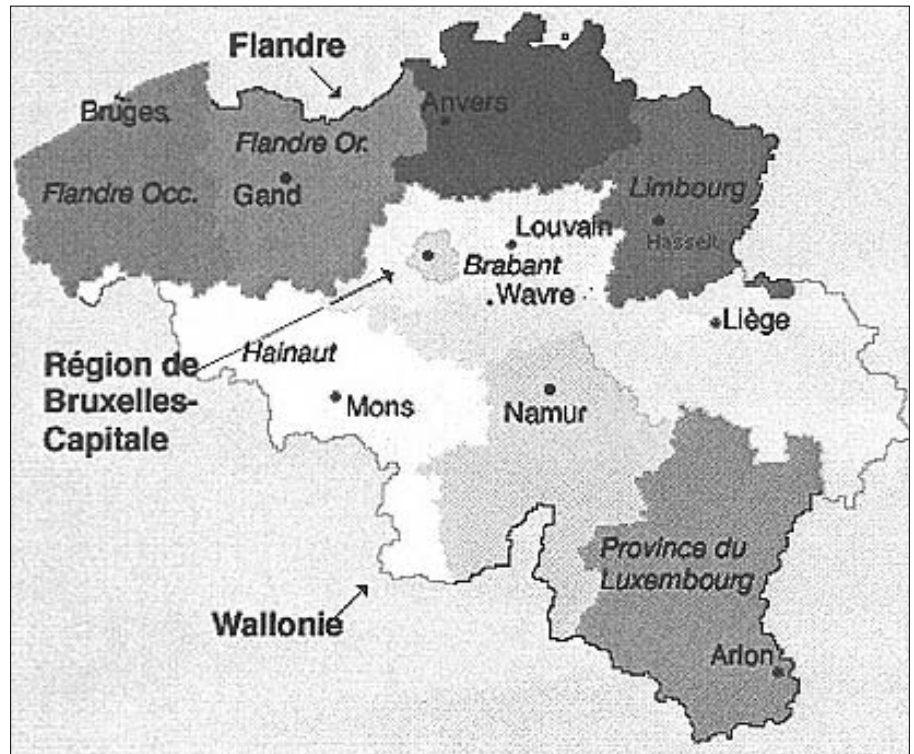 Flandre
Bruges
Anvers
Flandre Or.
Flandre Occ.
Gand
Limbourg
Louvain
Hasselt
Brabant
Wavre
Liège
Hainaut
Région de
Bruxelles-
Capitale
Mons
Namur
Province du
Luxembourg
Wallonie
Arlon